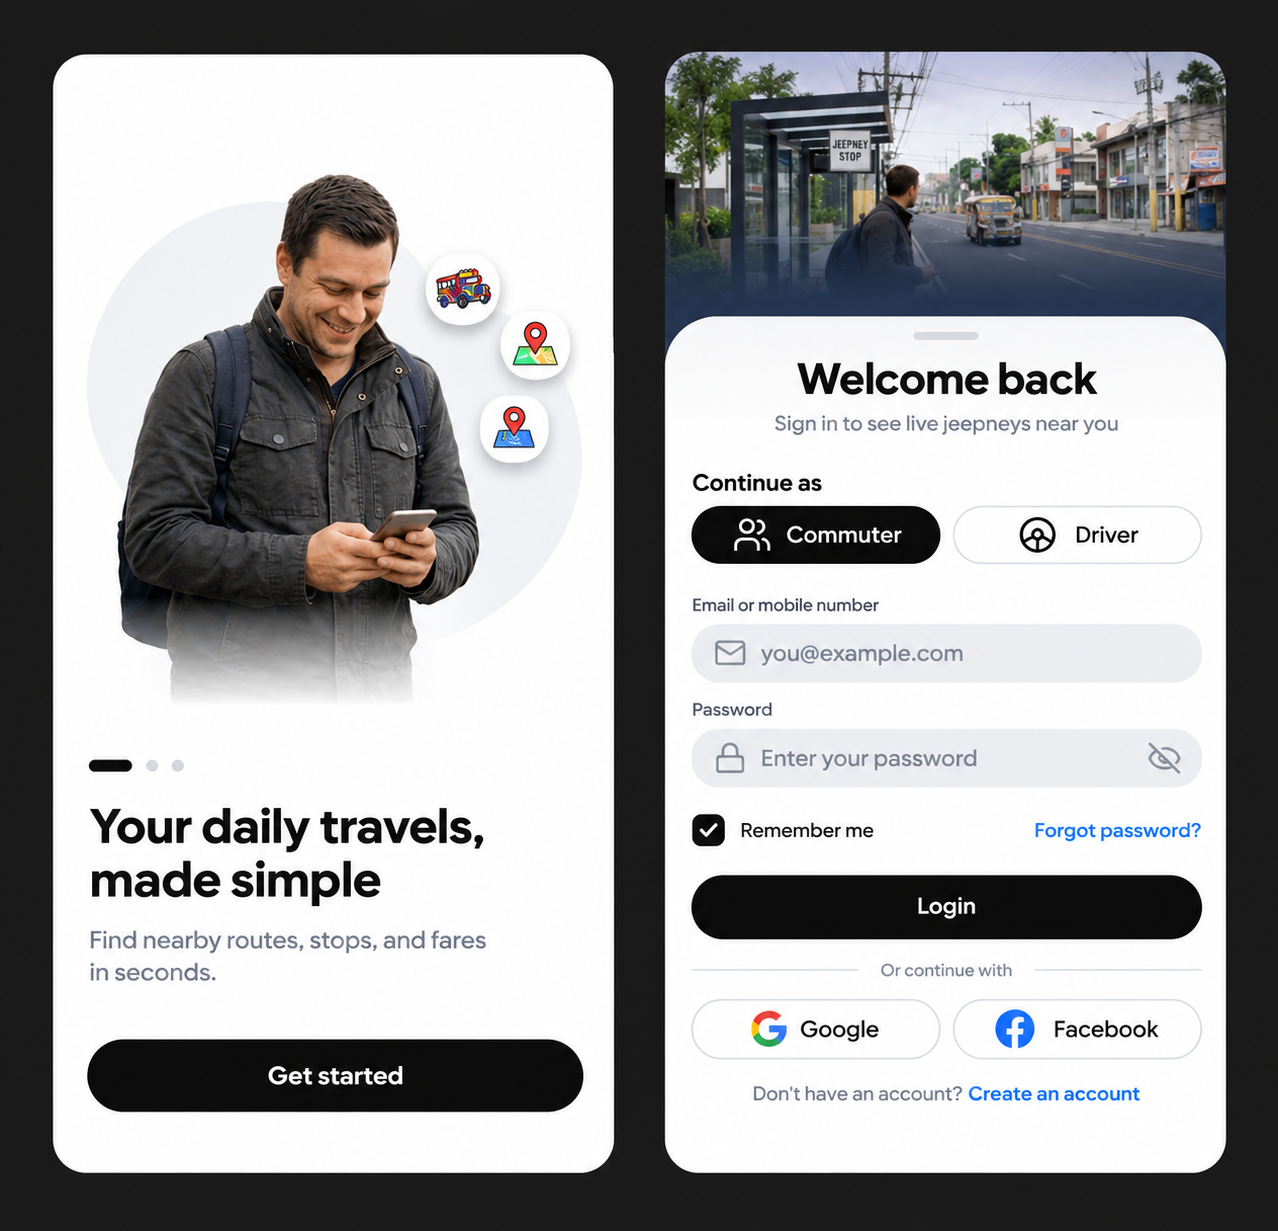 Your daily travels,
made simple
Find nearby routes, stops, and fares
in seconds.
Get started
JEEPNEY
STOP
Welcome back
Sign in to see live jeepneys near you
Continue as
Commuter
Driver
Email or mobile number
you@example.com
Password
Enter your password
Remember me
Forgot password?
Login
Or continue with
Google
Facebook
Don't have an account? Create an account